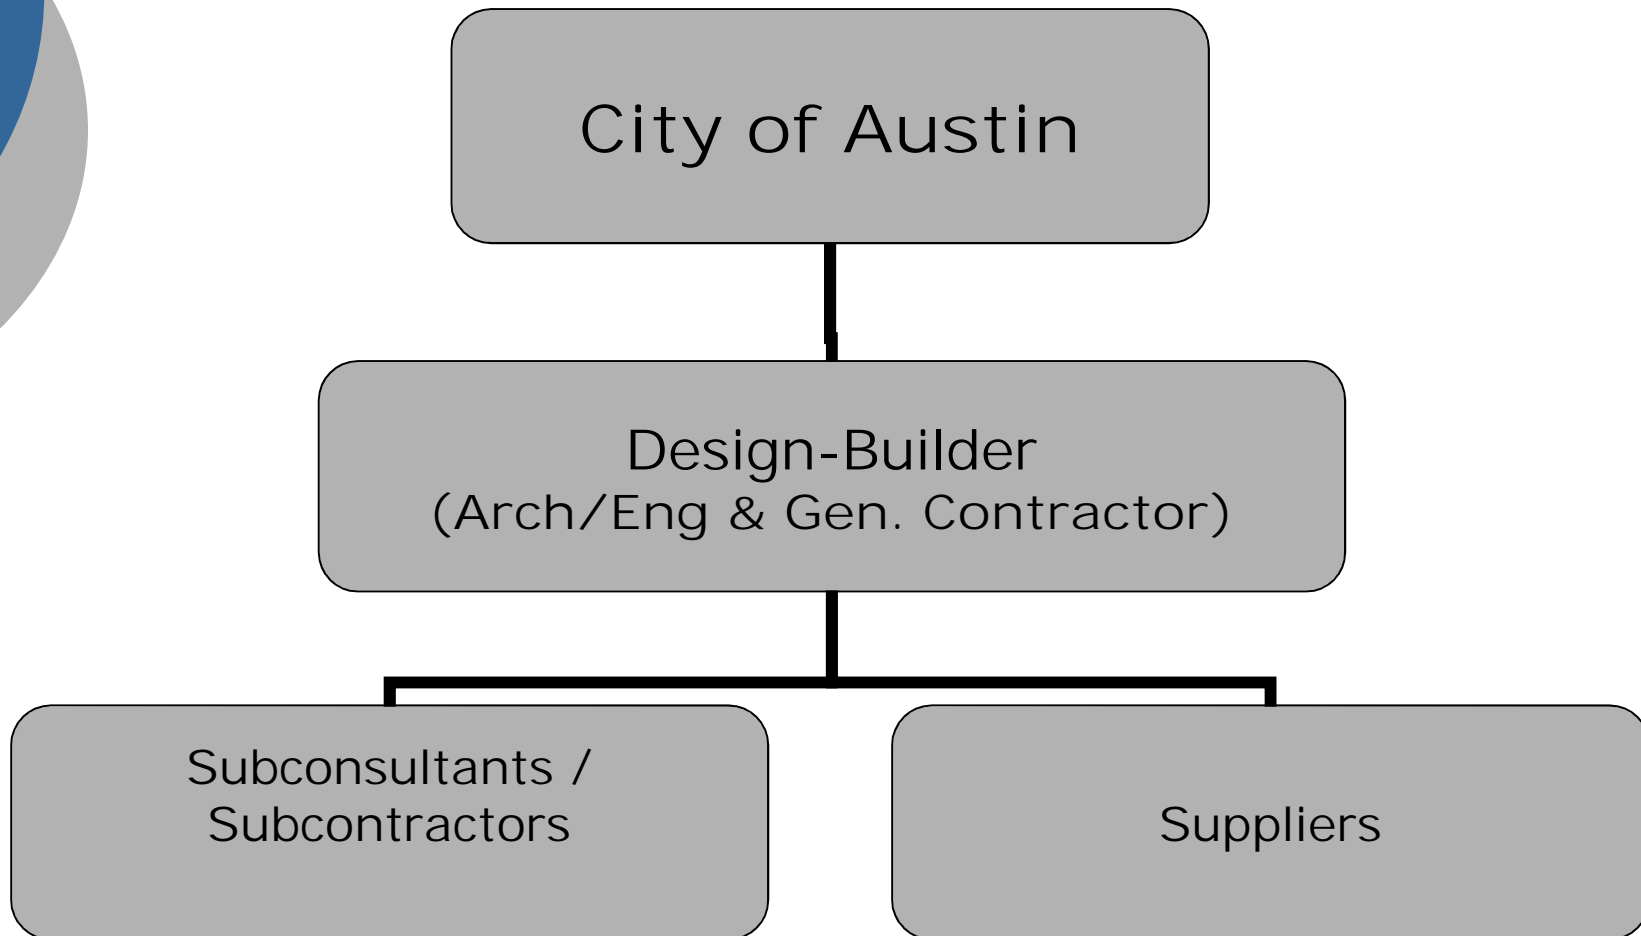 City of Austin
Design-Builder
(Arch/Eng & Gen. Contractor)
Subconsultants /
Subcontractors
Suppliers